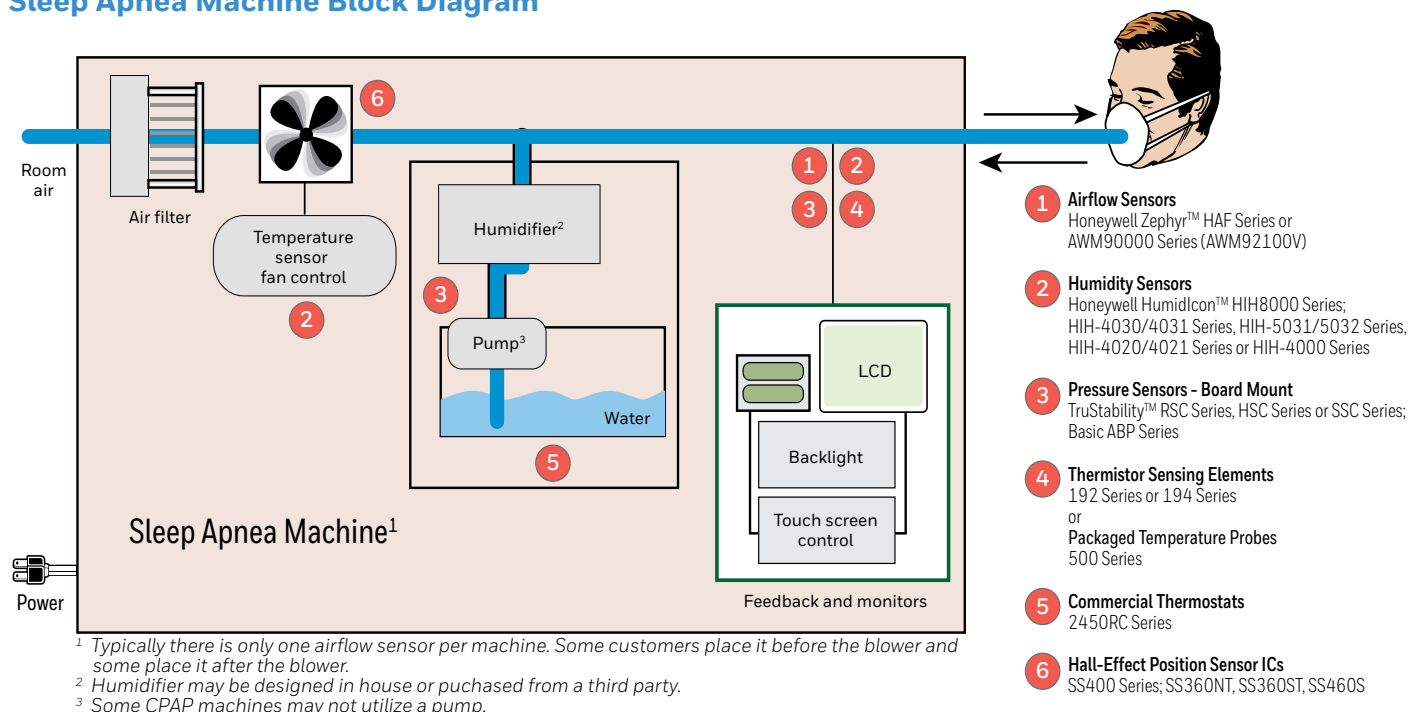 Sleep Apnea Machine Block Diagram
6
Room
air
Air filter
Temperature
sensor
fan control
2
Humidifier2
3
Pump3
Water
5
1 2
3 4
LCD
Backlight
Touch screen
control
Feedback and monitors
Sleep Apnea Machine1
Power
1 Typically there is only one airflow sensor per machine. Some customers place it before the blower and
some place it after the blower.
2 Humidifier may be designed in house or puchased from a third party.
3 Some CPAP machines may not utilize a pump.
1 Airflow Sensors
Honeywell Zephyr™ HAF Series or
AWM90000 Series (AWM92100V)
2 Humidity Sensors
Honeywell HumidIcon™ HIH8000 Series;
HIH-4030/4031 Series, HIH-5031/5032 Series,
HIH-4020/4021 Series or HIH-4000 Series
3 Pressure Sensors - Board Mount
TruStability™ RSC Series, HSC Series or SSC Series;
Basic ABP Series
4 Thermistor Sensing Elements
192 Series or 194 Series
or
Packaged Temperature Probes
500 Series
5 Commercial Thermostats
2450RC Series
6 Hall-Effect Position Sensor ICs
SS400 Series; SS360NT, SS360ST, SS460S